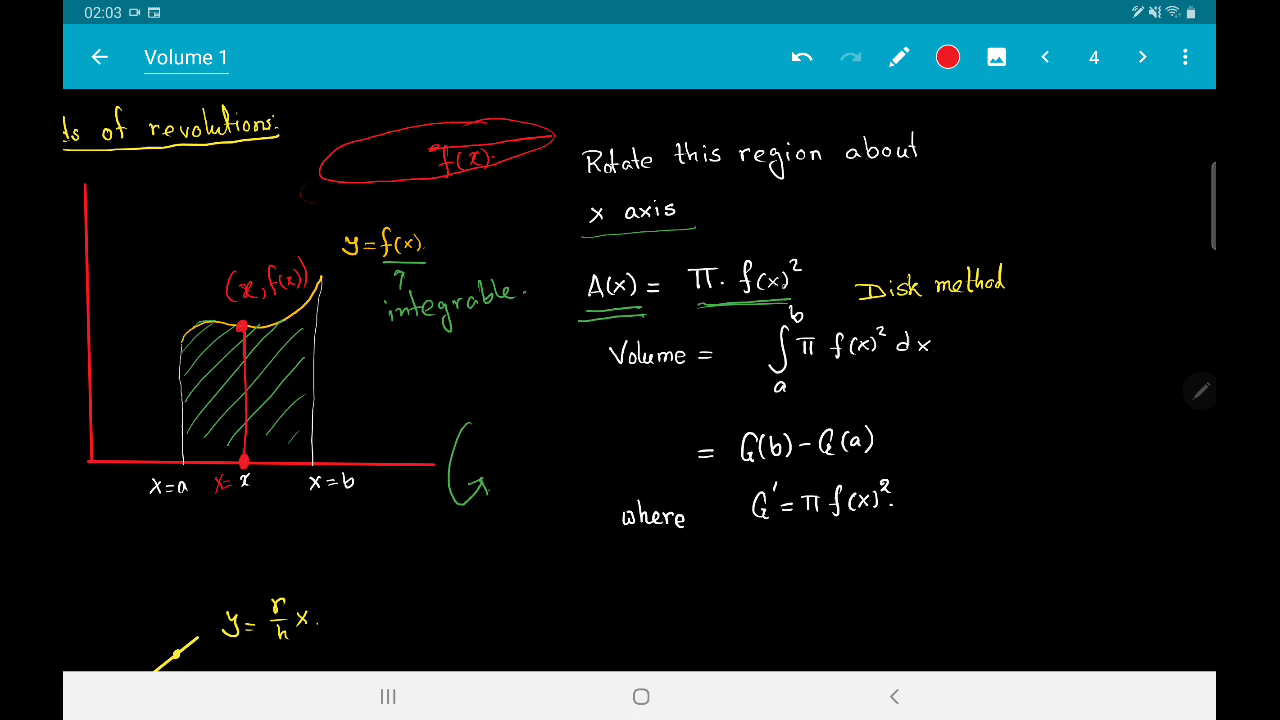 02:03
Volume 1
4
ds of revolutions:
f(x).
Rotate this region about
x axis
y = f(x).
(x, f(x))
integrable.
A(x) = π. f(x)²
Disk method
Volume = ∫ₐᵇ π f(x)² dx
= G(b) - G(a)
where G' = π f(x)².
x=a x= x x=b
y = r/h x.